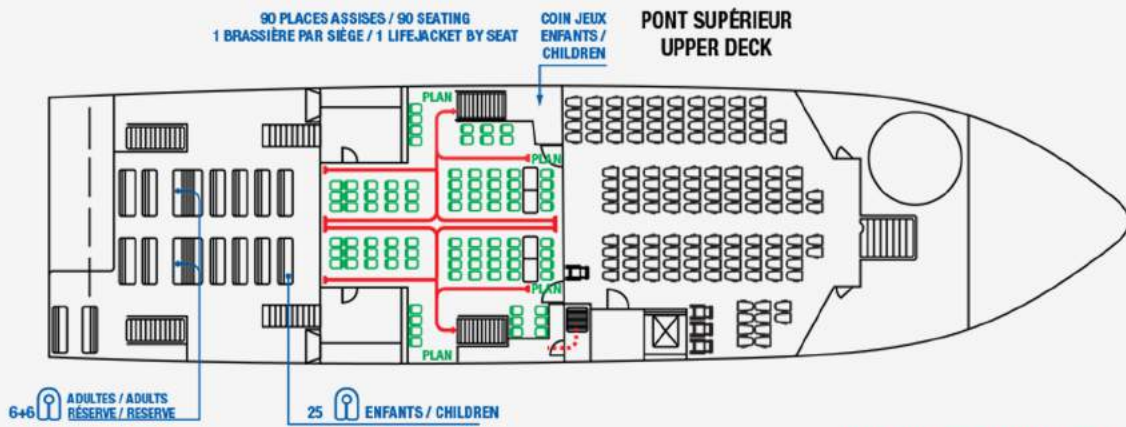 90 PLACES ASSISES / 90 SEATING
1 BRASSIÈRE PAR SIÈGE / 1 LIFEJACKET BY SEAT
COIN JEUX
ENFANTS /
CHILDREN
PONT SUPÉRIEUR
UPPER DECK
PLAN
PLAN
PLAN
PLAN
6+6
ADULTES / ADULTS
RÉSERVE / RESERVE
25
ENFANTS / CHILDREN